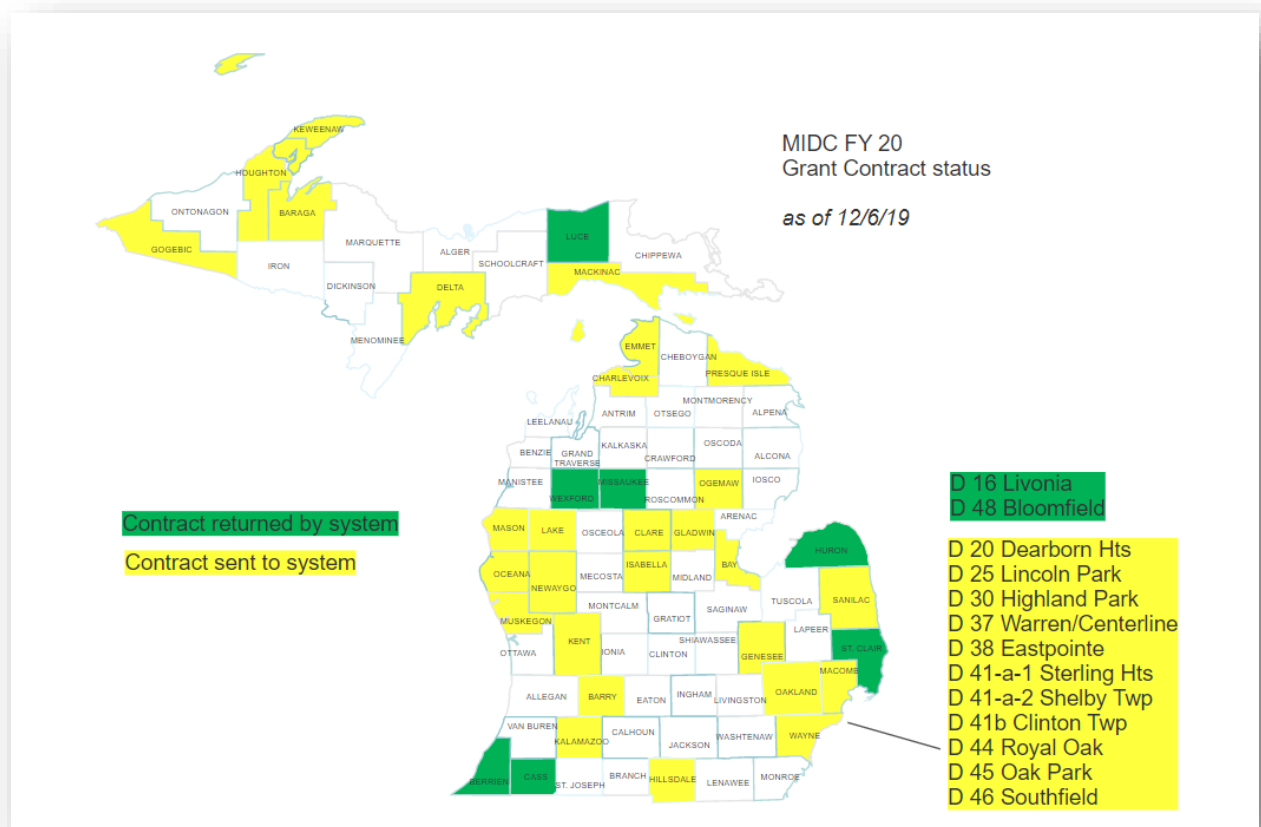 MIDC FY 20
Grant Contract status
as of 12/6/19
KEWEENAW
HOUGHTON
ONTONAGON
BARAGA
GOGEBIC
MARQUETTE
IRON
ALGER
LUCE
CHIPPEWA
SCHOOLCRAFT
MACKINAC
DICKINSON
DELTA
MENOMINEE
EMMET
CHEBOYGAN
PRESQUE ISLE
CHARLEVOIX
MONTMORENCY
ANTRIM
OTSEGO
ALPENA
LEELANAU
KALKASKA
OSCODA
BENZIE
GRAND
TRAVERSE
CRAWFORD
ALCONA
MANISTEE
WEXFORD
MISSAUKEE
ROSCOMMON
OGEMAW
IOSCO
ARENAC
MASON
LAKE
OSCEOLA
CLARE
GLADWIN
HURON
OCEANA
NEWAYGO
MECOSTA
ISABELLA
MIDLAND
BAY
TUSCOLA
SANILAC
MUSKEGON
MONTCALM
GRATIOT
SAGINAW
LAPEER
OTTAWA
KENT
IONIA
CLINTON
SHIAWASSEE
GENESEE
ST. CLAIR
ALLEGAN
BARRY
EATON
INGHAM
LIVINGSTON
OAKLAND
MACOMB
VAN BUREN
KALAMAZOO
CALHOUN
JACKSON
WASHTENAW
WAYNE
BERRIEN
CASS
ST. JOSEPH
BRANCH
HILLSDALE
LENAWEE
MONROE
Contract returned by system
Contract sent to system
D 16 Livonia
D 48 Bloomfield
D 20 Dearborn Hts
D 25 Lincoln Park
D 30 Highland Park
D 37 Warren/Centerline
D 38 Eastpointe
D 41-a-1 Sterling Hts
D 41-a-2 Shelby Twp
D 41b Clinton Twp
D 44 Royal Oak
D 45 Oak Park
D 46 Southfield